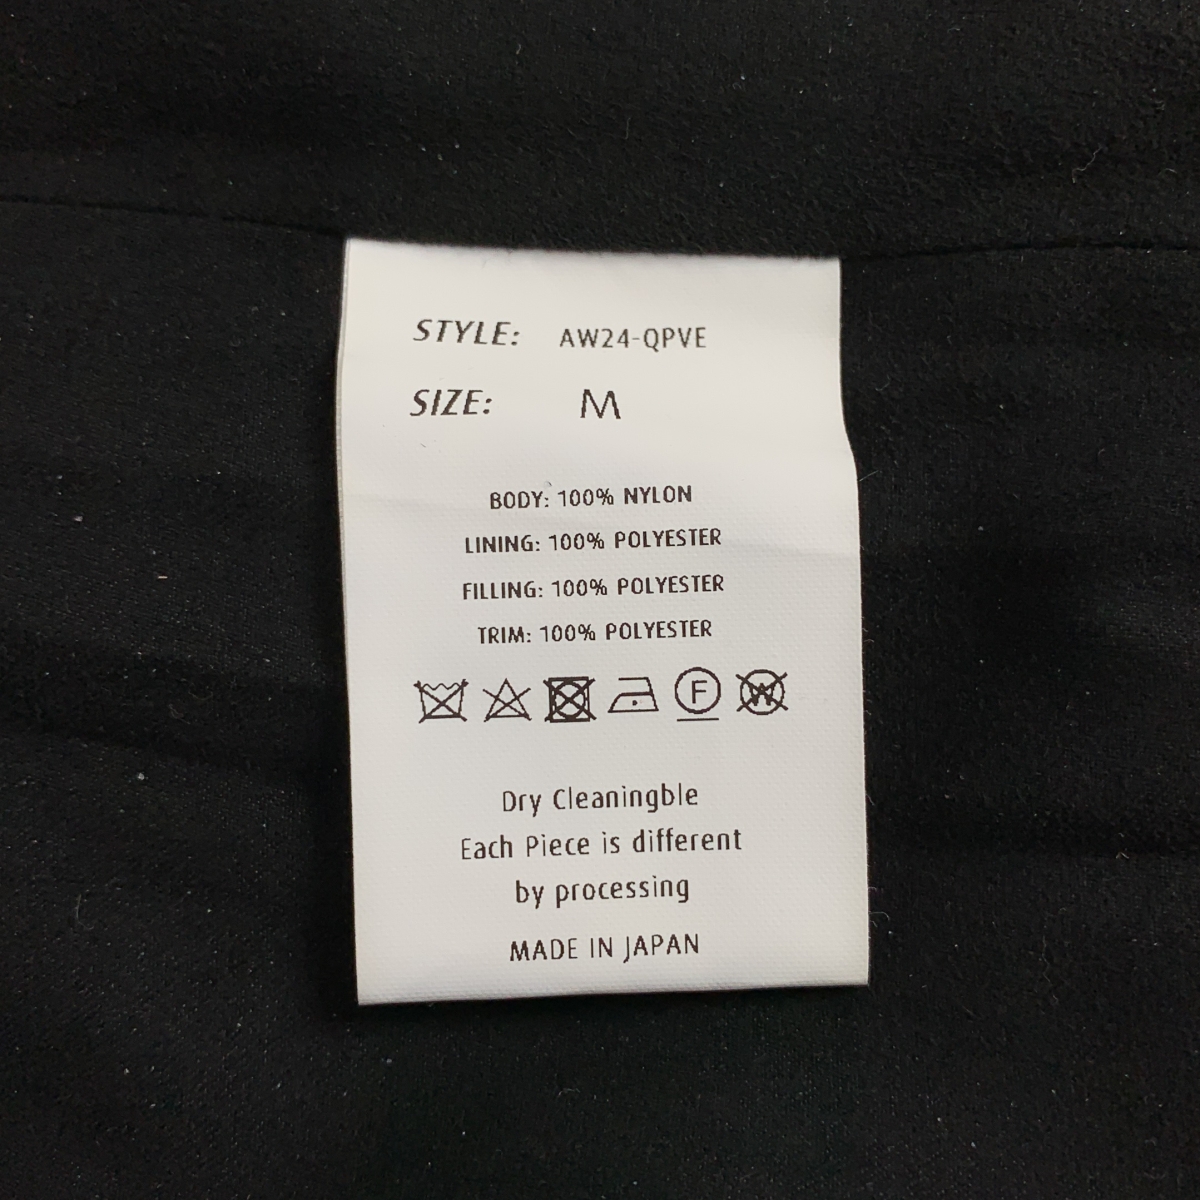 STYLE: AW24-QPVE
SIZE: M
BODY: 100% NYLON
LINING: 100% POLYESTER
FILLING: 100% POLYESTER
TRIM: 100% POLYESTER
F W
Dry Cleaningble
Each Piece is different
by processing
MADE IN JAPAN